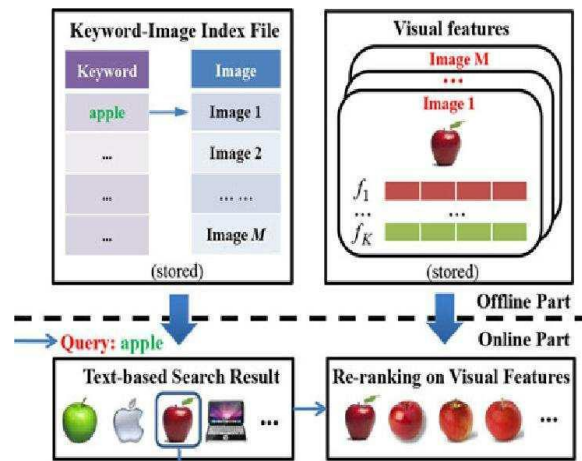 Keyword-Image Index File
Keyword
Image
apple
Image 1
...
Image 2
...
... ...
...
Image M
(stored)
Visual features
Image M
...
Image 1
f1
...
...
fK
(stored)
Offline Part
Online Part
Query: apple
Text-based Search Result
...
Re-ranking on Visual Features
...